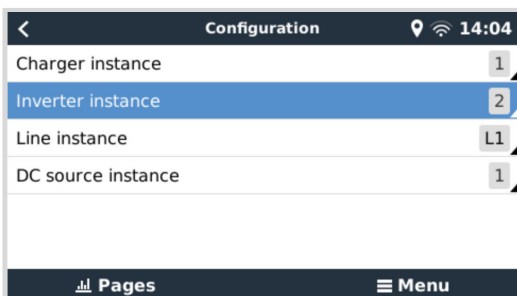 Configuration 14:04
Charger instance 1
Inverter instance 2
Line instance L1
DC source instance 1
Pages Menu